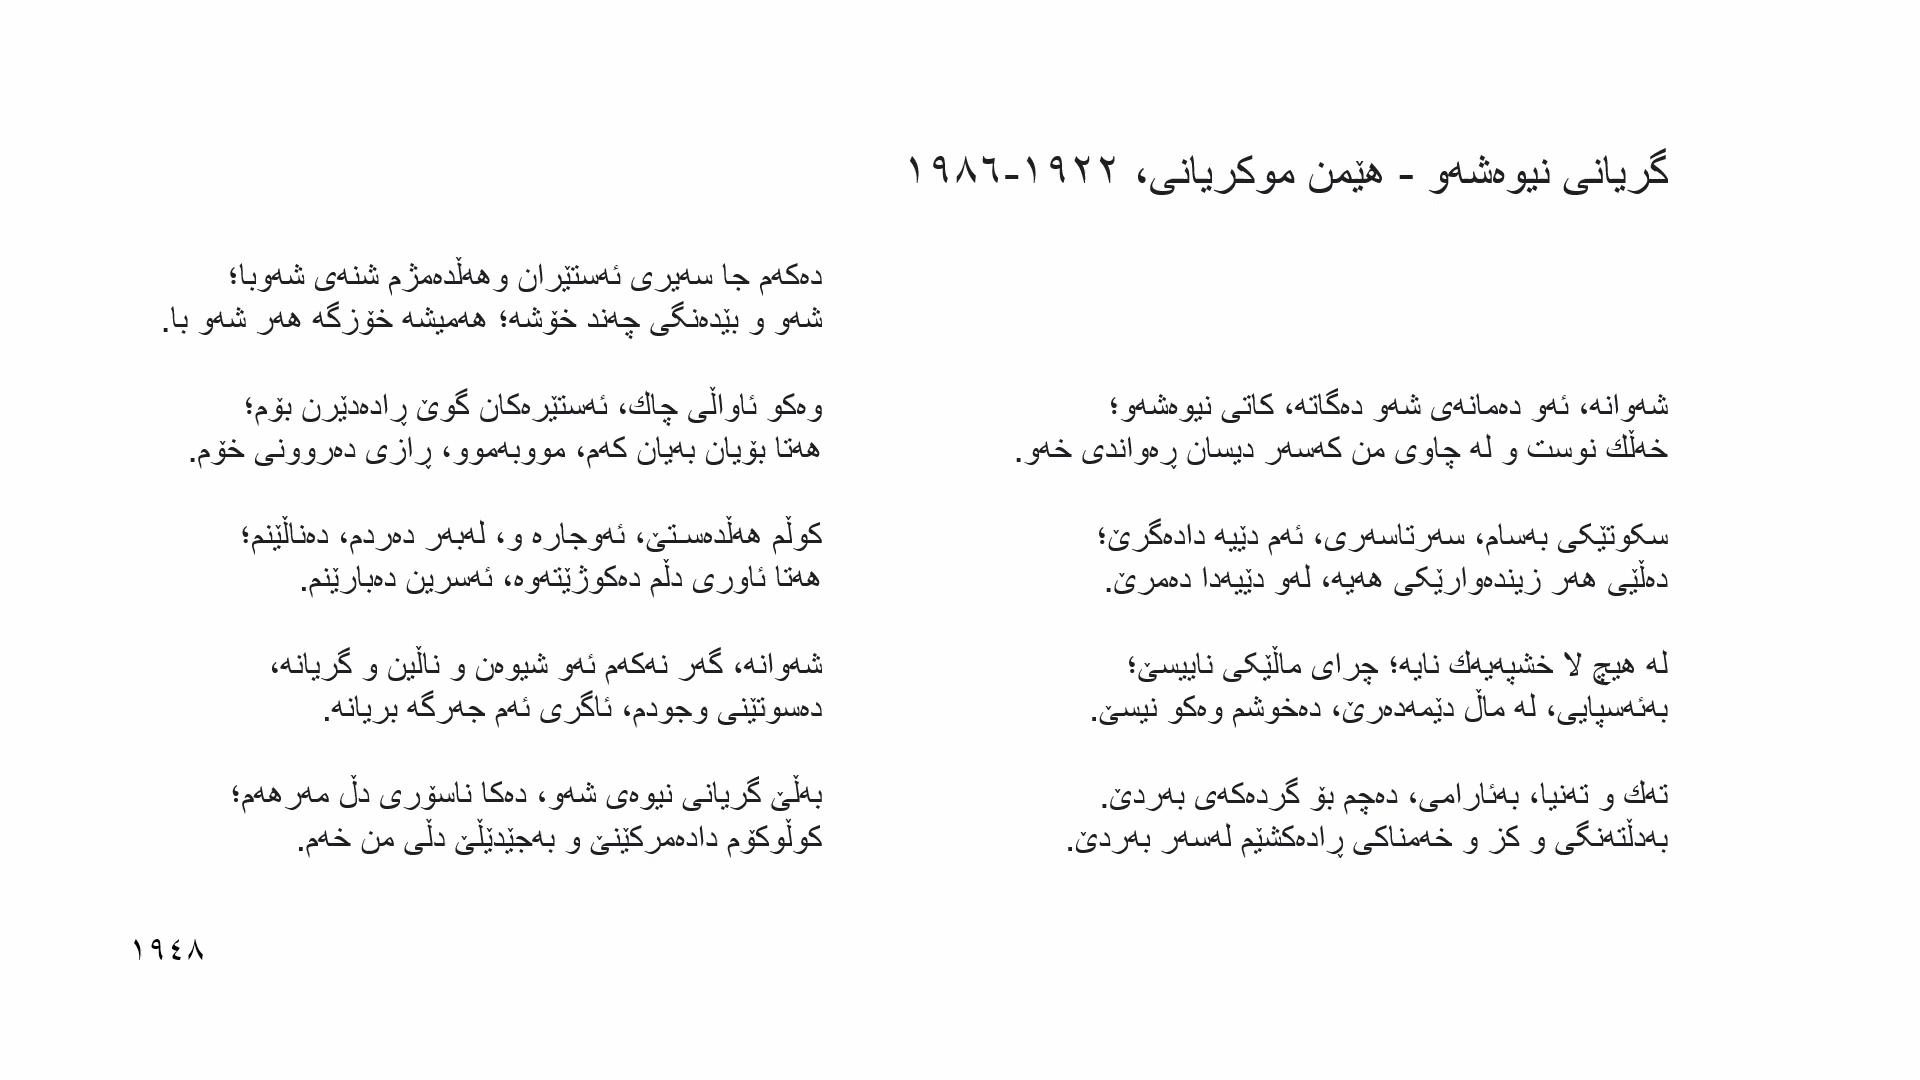 گریانی نیوەشەو - هێمن موکریانی، ١٩٢٢-١٩٨٦
شەوانە، ئەو دەمانەی شەو دەگاتە، کاتی نیوەشەو؛
خەڵك نوست و لە چاوی من کەسەر دیسان ڕەواندی خەو.
سکوتێکی بەسام، سەرتاسەری، ئەم دێیە دادەگرێ؛
دەڵێی هەر زیندەوارێکی هەیە، لەو دێیەدا دەمرێ.
لە هیچ لا خشپەیەك نایە؛ چرای ماڵێکی ناییسێ؛
بەئەسپایی، لە ماڵ دێمەدەرێ، دەخوشم وەکو نیسێ.
تەك و تەنیا، بەئارامی، دەچم بۆ گردەکەی بەردێ.
بەدڵتەنگی و کز و خەمناکی ڕادەکشێم لەسەر بەردێ.
دەکەم جا سەیری ئەستێران وهەڵدەمژم شنەی شەوبا؛
شەو و بێدەنگی چەند خۆشە؛ هەمیشە خۆزگە هەر شەو با.
وەکو ئاواڵی چاك، ئەستێرەکان گوێ ڕادەدێرن بۆم؛
هەتا بۆیان بەیان کەم، مووبەموو، ڕازی دەروونی خۆم.
کوڵم هەڵدەسـتێ، ئەوجارە و، لەبەر دەردم، دەناڵێنم؛
هەتا ئاوری دڵم دەکوژێتەوە، ئەسرین دەبارێنم.
شەوانە، گەر نەکەم ئەو شیوەن و ناڵین و گریانە،
دەسوتێنی وجودم، ئاگری ئەم جەرگە بریانە.
بەڵێ گریانی نیوەی شەو، دەکا ناسۆری دڵ مەرهەم؛
کوڵوکۆم دادەمرکێنێ و بەجێدێڵێ دڵی من خەم.
١٩٤٨